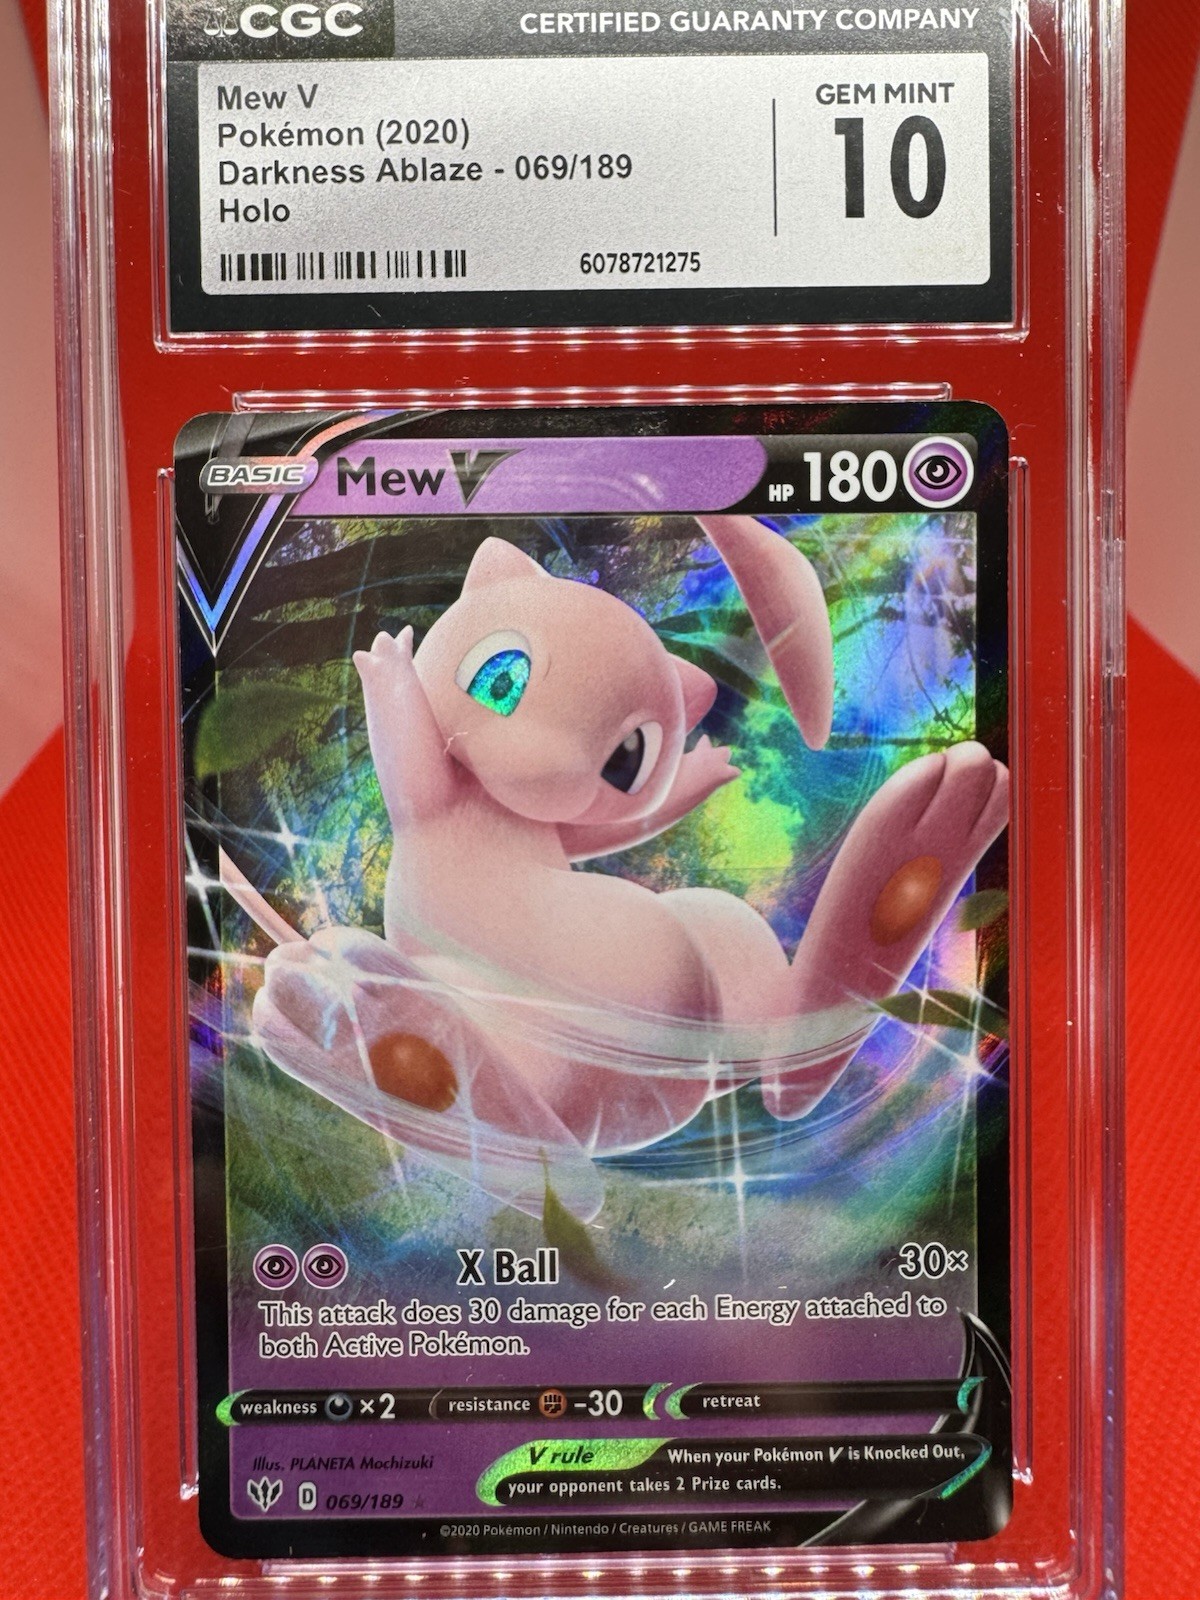 CGC CERTIFIED GUARANTY COMPANY
Mew V
Pokémon (2020)
Darkness Ablaze - 069/189
Holo
6078721275
GEM MINT
10
BASIC Mew V HP 180
X Ball 30×
This attack does 30 damage for each Energy attached to
both Active Pokémon.
weakness ×2 resistance -30 retreat
Illus. PLANETA Mochizuki
D 069/189
V rule When your Pokémon V is Knocked Out,
your opponent takes 2 Prize cards.
©2020 Pokémon / Nintendo / Creatures / GAME FREAK